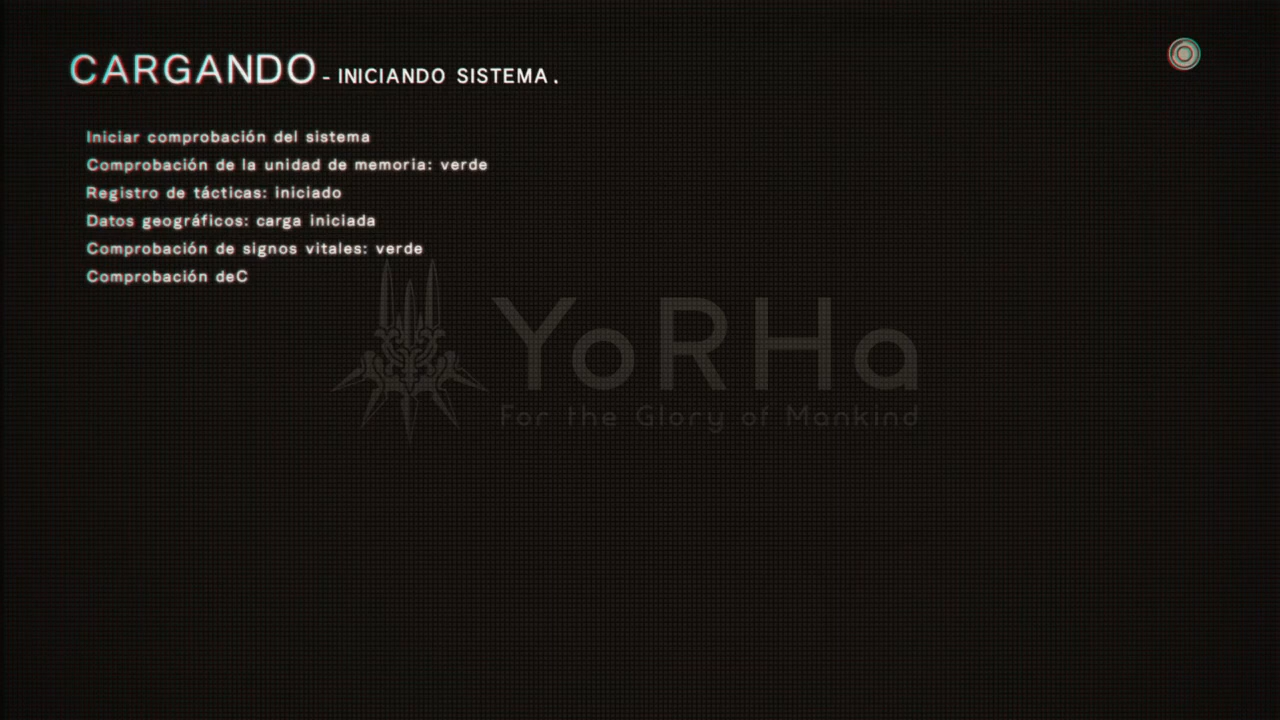 CARGANDO - INICIANDO SISTEMA.
Iniciar comprobación del sistema
Comprobación de la unidad de memoria: verde
Registro de tácticas: iniciado
Datos geográficos: carga iniciada
Comprobación de signos vitales: verde
Comprobación deC
YoRHa
For the Glory of Mankind